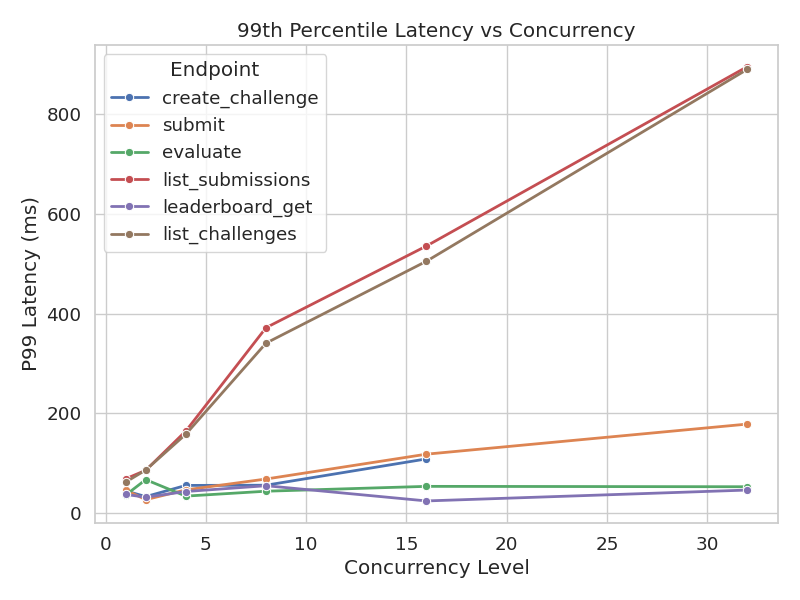 99th Percentile Latency vs Concurrency
Endpoint
create_challenge
submit
evaluate
list_submissions
leaderboard_get
list_challenges
P99 Latency (ms)
800
600
400
200
0
0 5 10 15 20 25 30
Concurrency Level